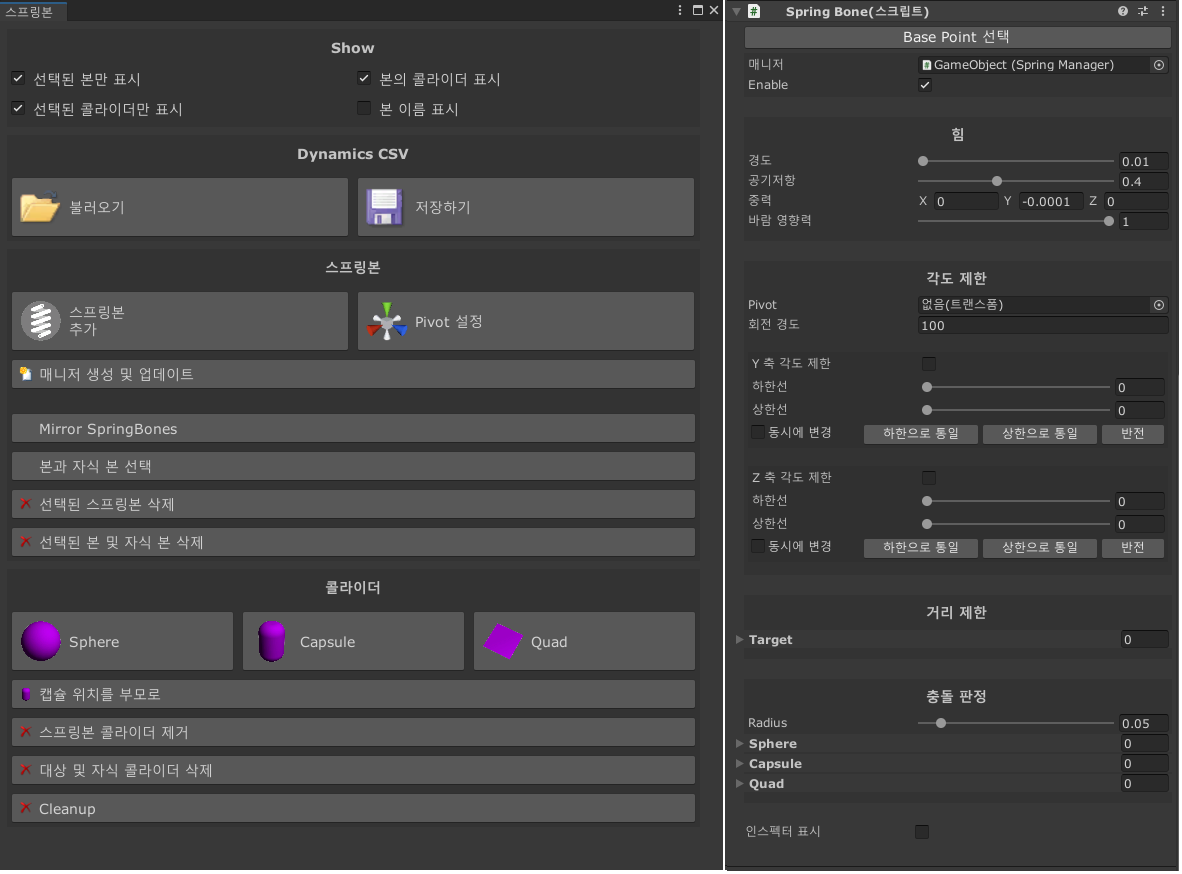 스프링본
Show
선택된 본만 표시
본의 콜라이더 표시
선택된 콜라이더만 표시
본 이름 표시
Dynamics CSV
불러오기
저장하기
스프링본
스프링본
추가
Pivot 설정
매니저 생성 및 업데이트
Mirror SpringBones
본과 자식 본 선택
선택된 스프링본 삭제
선택된 본 및 자식 본 삭제
콜라이더
Sphere
Capsule
Quad
캡슐 위치를 부모로
스프링본 콜라이더 제거
대상 및 자식 콜라이더 삭제
Cleanup
# Spring Bone(스크립트)
Base Point 선택
매니저 # GameObject (Spring Manager)
Enable
힘
경도 0.01
공기저항 0.4
중력 X 0 Y -0.0001 Z 0
바람 영향력 1
각도 제한
Pivot 없음(트랜스폼)
회전 경도 100
Y 축 각도 제한
하한선 0
상한선 0
동시에 변경 하한으로 통일 상한으로 통일 반전
Z 축 각도 제한
하한선 0
상한선 0
동시에 변경 하한으로 통일 상한으로 통일 반전
거리 제한
Target 0
충돌 판정
Radius 0.05
Sphere 0
Capsule 0
Quad 0
인스펙터 표시